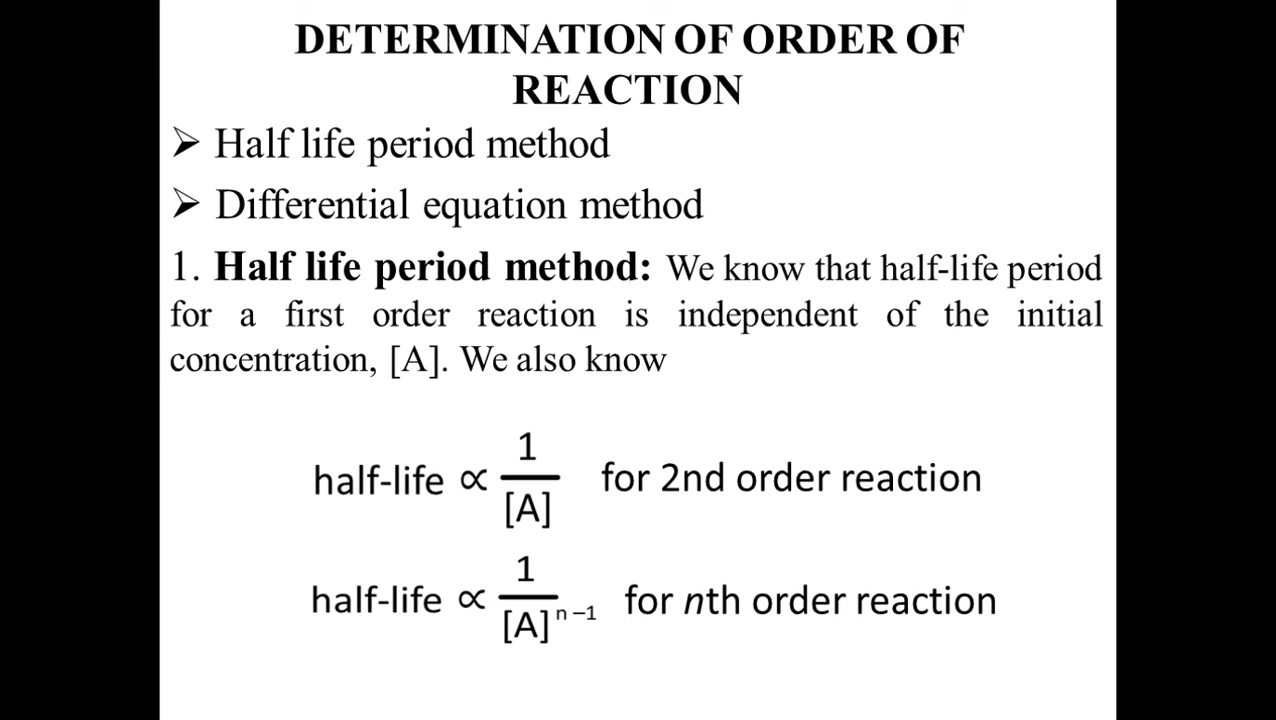 DETERMINATION OF ORDER OF
REACTION
➢ Half life period method
➢ Differential equation method
1. Half life period method: We know that half-life period
for a first order reaction is independent of the initial
concentration, [A]. We also know
half-life ∝ 1/[A] for 2nd order reaction
half-life ∝ 1/[A]ⁿ⁻¹ for nth order reaction